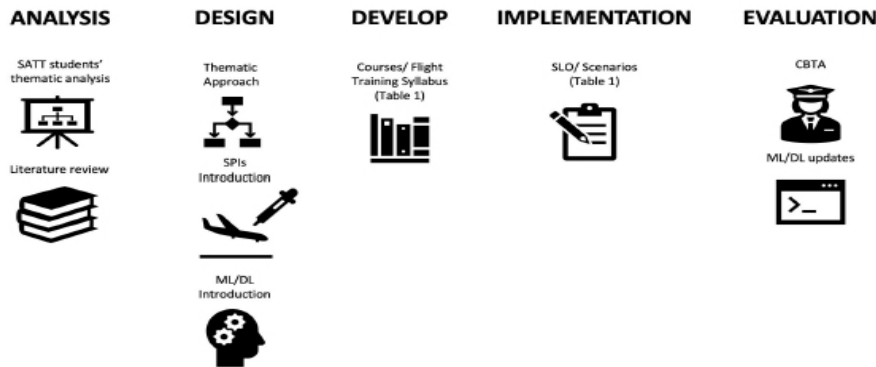 ANALYSIS
SATT students'
thematic analysis
Literature review
DESIGN
Thematic
Approach
SPIs
Introduction
ML/DL
Introduction
DEVELOP
Courses/ Flight
Training Syllabus
(Table 1)
IMPLEMENTATION
SLO/ Scenarios
(Table 1)
EVALUATION
CBTA
ML/DL updates
>_